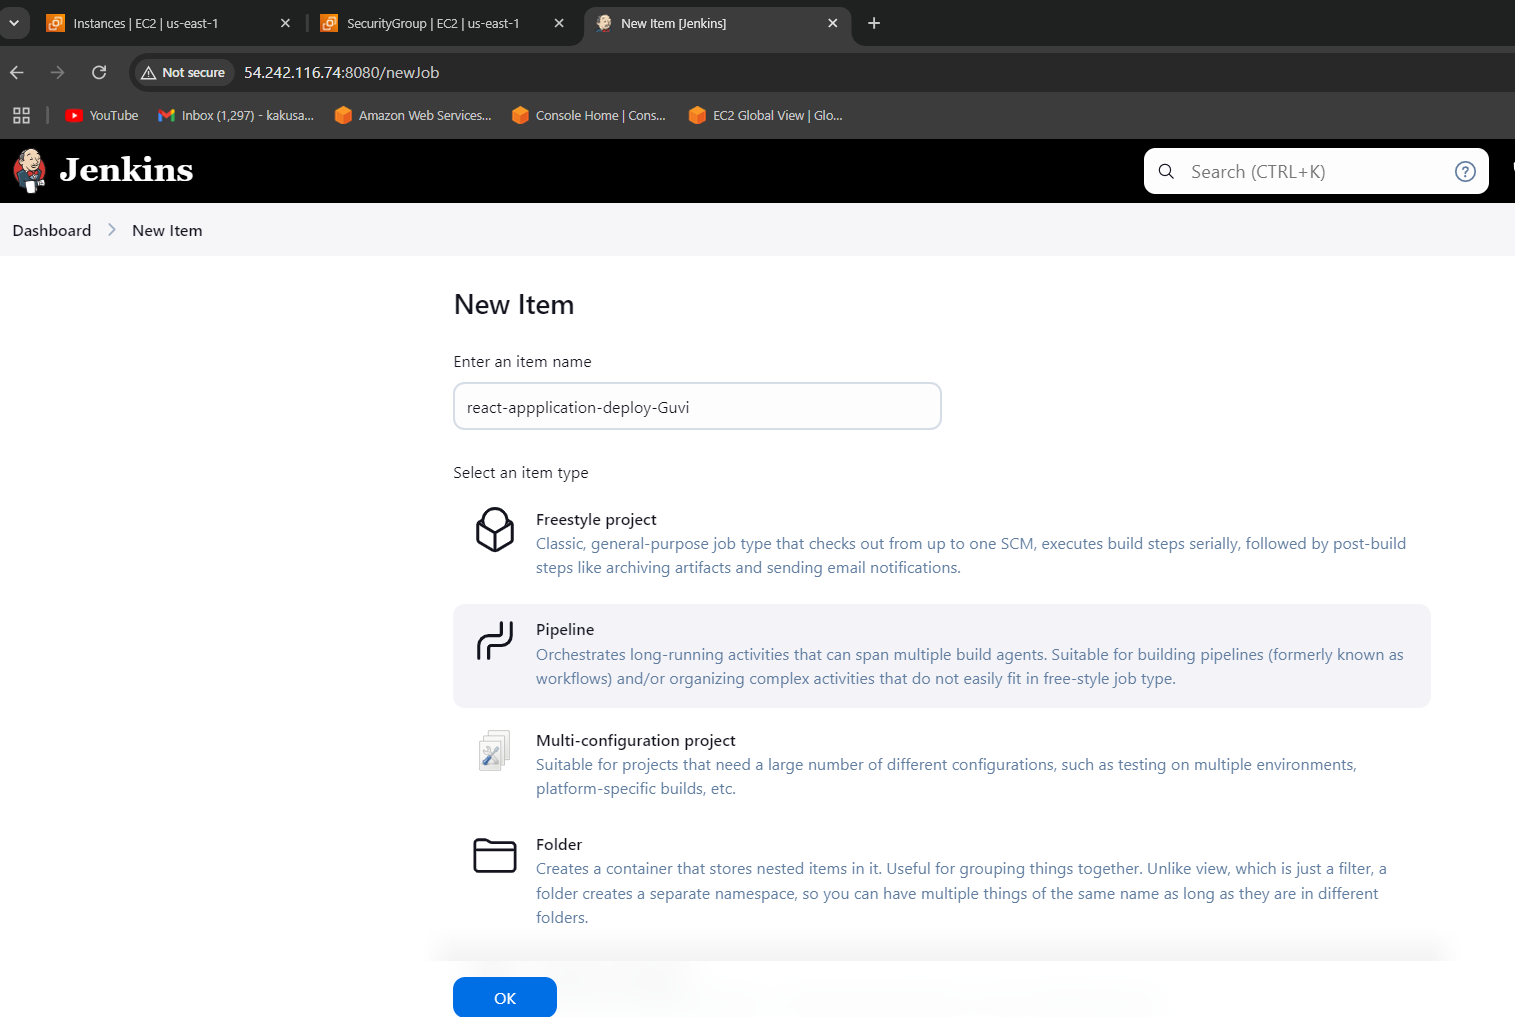 Instances | EC2 | us-east-1
SecurityGroup | EC2 | us-east-1
New Item [Jenkins]
Not secure
54.242.116.74:8080/newJob
YouTube
Inbox (1,297) - kakusa...
Amazon Web Services...
Console Home | Cons...
EC2 Global View | Glo...
Jenkins
Search (CTRL+K)
?
Dashboard
New Item
New Item
Enter an item name
react-appplication-deploy-Guvi
Select an item type
Freestyle project
Classic, general-purpose job type that checks out from up to one SCM, executes build steps serially, followed by post-build
steps like archiving artifacts and sending email notifications.
Pipeline
Orchestrates long-running activities that can span multiple build agents. Suitable for building pipelines (formerly known as
workflows) and/or organizing complex activities that do not easily fit in free-style job type.
Multi-configuration project
Suitable for projects that need a large number of different configurations, such as testing on multiple environments,
platform-specific builds, etc.
Folder
Creates a container that stores nested items in it. Useful for grouping things together. Unlike view, which is just a filter, a
folder creates a separate namespace, so you can have multiple things of the same name as long as they are in different
folders.
OK